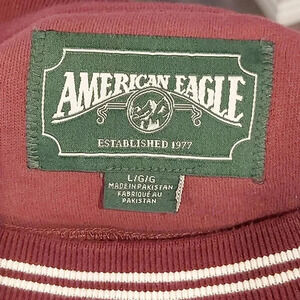 AMERICAN EAGLE
ESTABLISHED 1977
L/G/G
MADE IN PAKISTAN
FABRIQUÉ AU
PAKISTAN